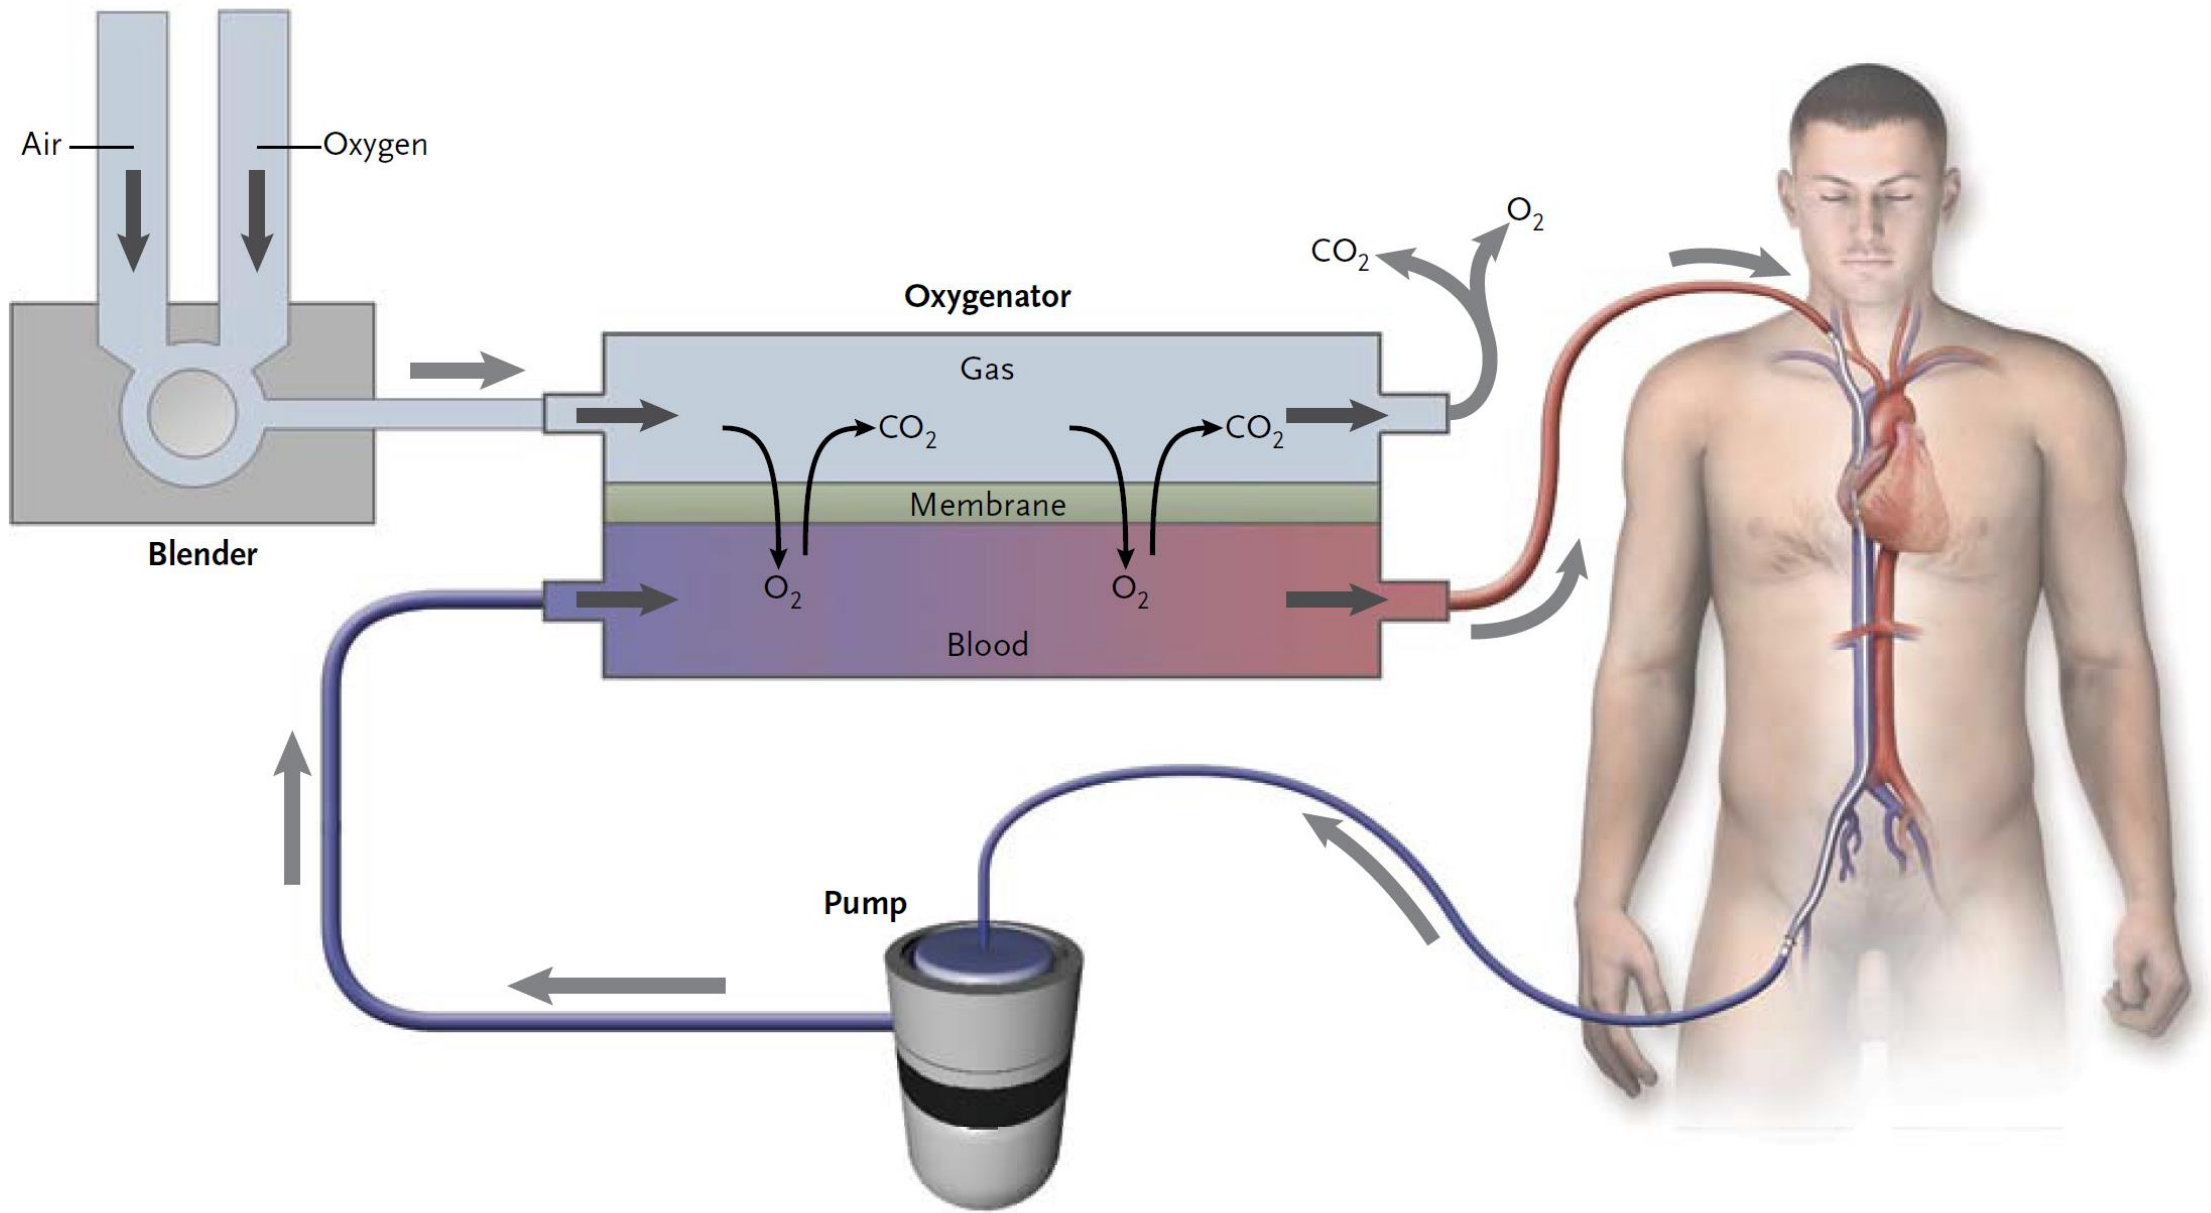 Air
Oxygen
Blender
Oxygenator
Gas
CO₂
CO₂
Membrane
O₂
O₂
Blood
CO₂
O₂
Pump